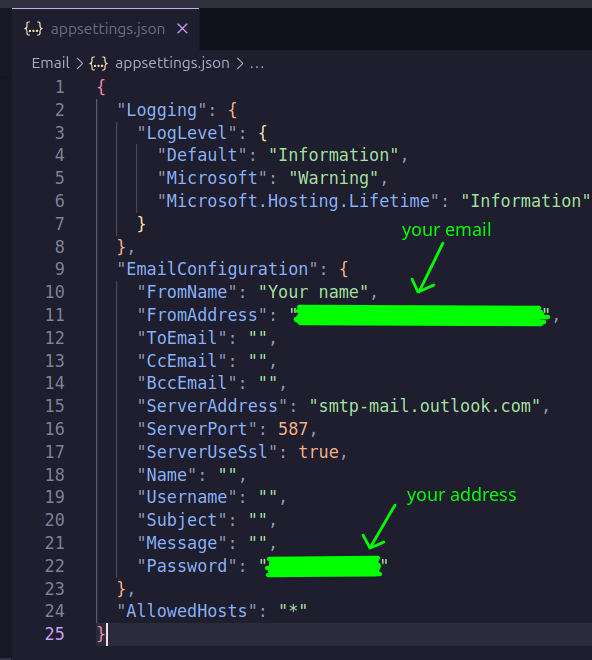 {..} appsettings.json ×
Email > {..} appsettings.json > ...
1 {
2 "Logging": {
3 "LogLevel": {
4 "Default": "Information",
5 "Microsoft": "Warning",
6 "Microsoft.Hosting.Lifetime": "Information"
7 }
your email
8 },
9 "EmailConfiguration": {
10 "FromName": "Your name",
11 "FromAddress": "",
12 "ToEmail": "",
13 "CcEmail": "",
14 "BccEmail": "",
15 "ServerAddress": "smtp-mail.outlook.com",
16 "ServerPort": 587,
17 "ServerUseSsl": true,
18 "Name": "",
19 "Username": "",
your address
20 "Subject": "",
21 "Message": "",
22 "Password": ""
23 },
24 "AllowedHosts": "*"
25 }